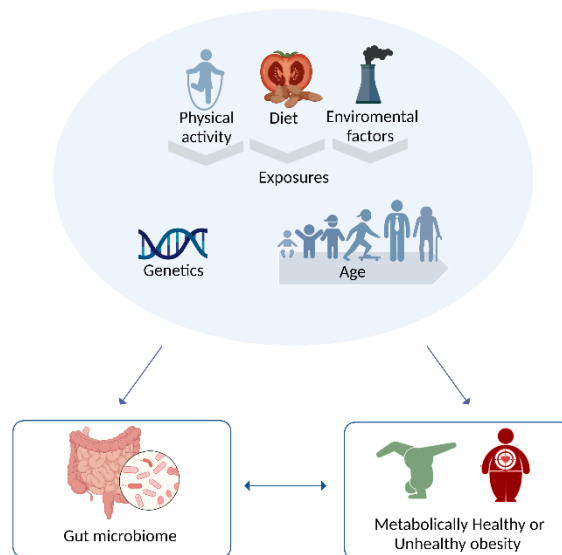 Physical
activity
Diet
Enviromental
factors
Exposures
Genetics
Age
Gut microbiome
Metabolically Healthy or
Unhealthy obesity